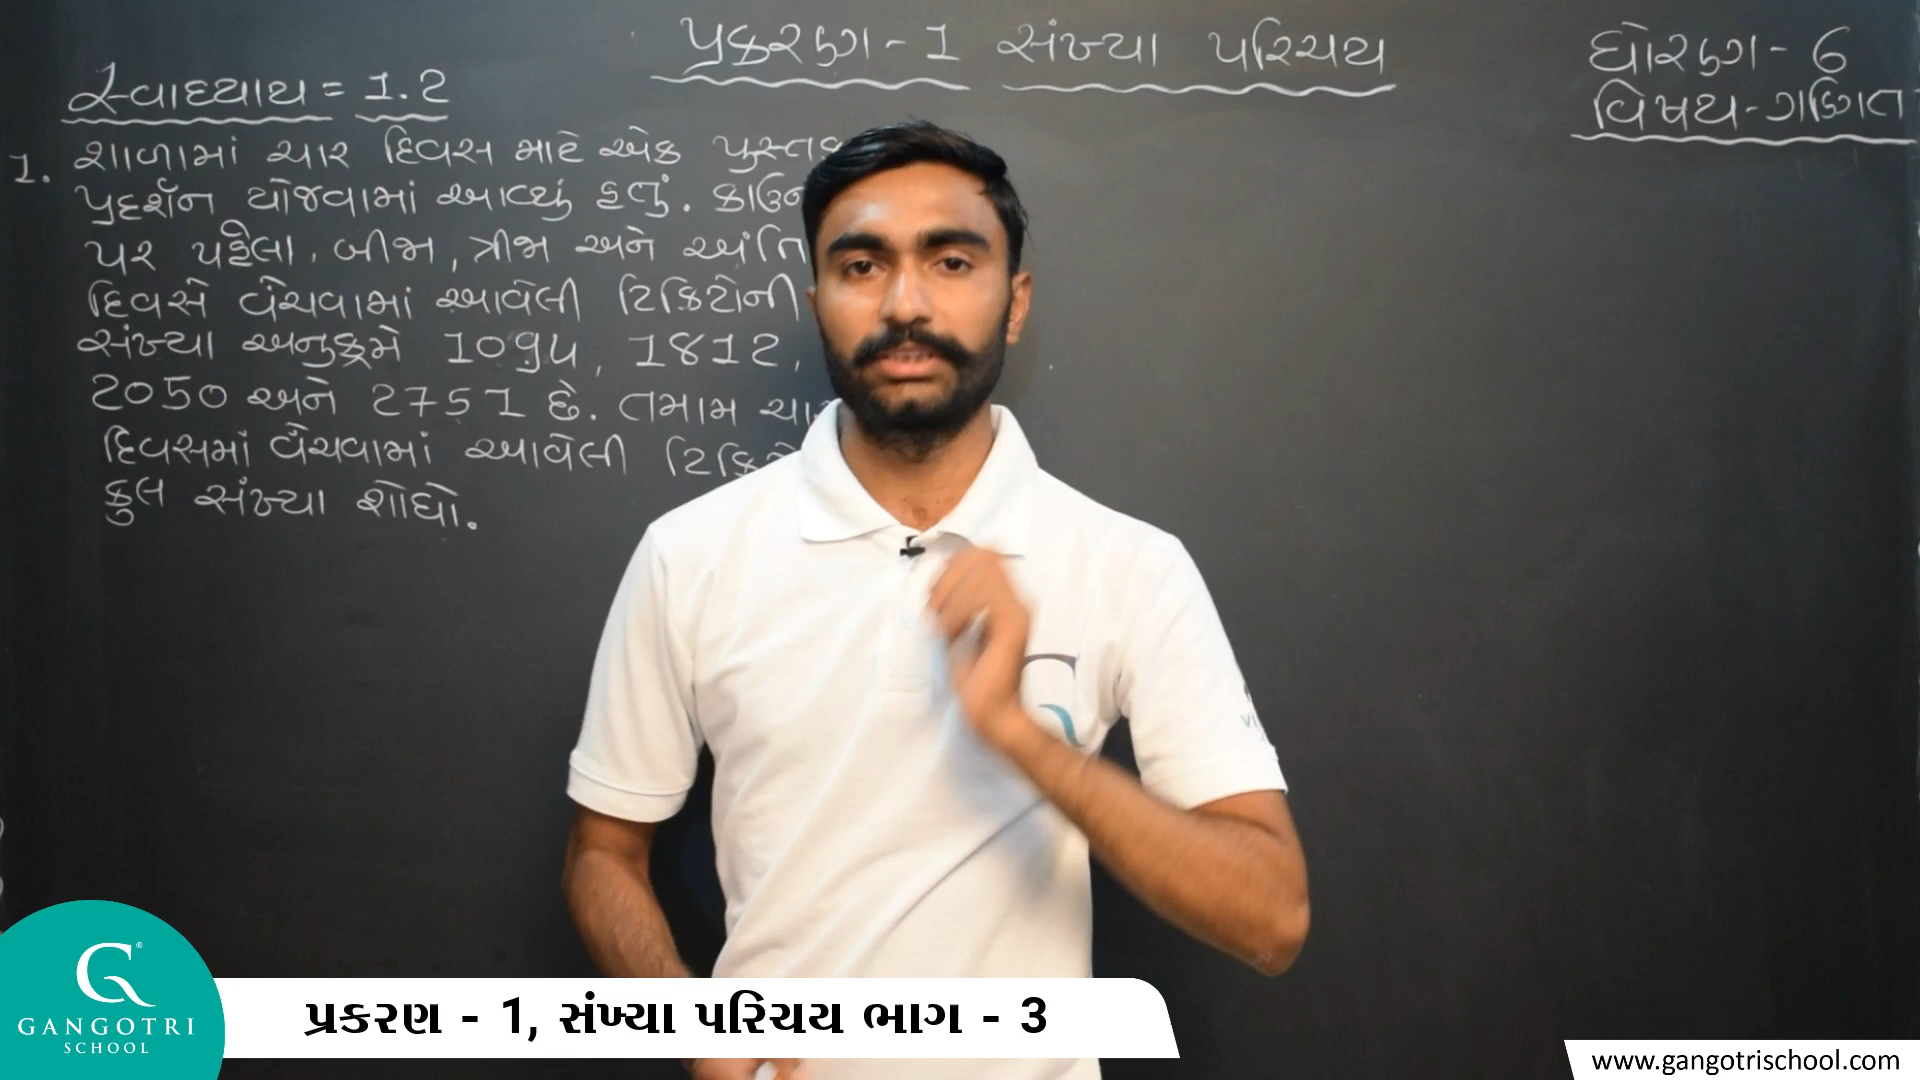 પ્રકરણ - 1 સંખ્યા પરિચય
ધોરણ - 6
વિષય - ગણિત
સ્વાધ્યાય = 1.2
1. શાળામાં ચાર દિવસ માટે એક
પ્રદર્શન યોજવામાં આવ્યું હતું.
પર પહેલા, બીજા, ત્રીજા અને
દિવસે વેંચવામાં આવેલી ટિકિટોની
સંખ્યા અનુક્રમે 1094, 1812,
2050 અને 2751 છે. તમામ
દિવસમાં વેંચવામાં આવેલી
કુલ સંખ્યા શોધો.
G®
GANGOTRI
SCHOOL
પ્રકરણ - 1, સંખ્યા પરિચય ભાગ - 3
www.gangotrischool.com